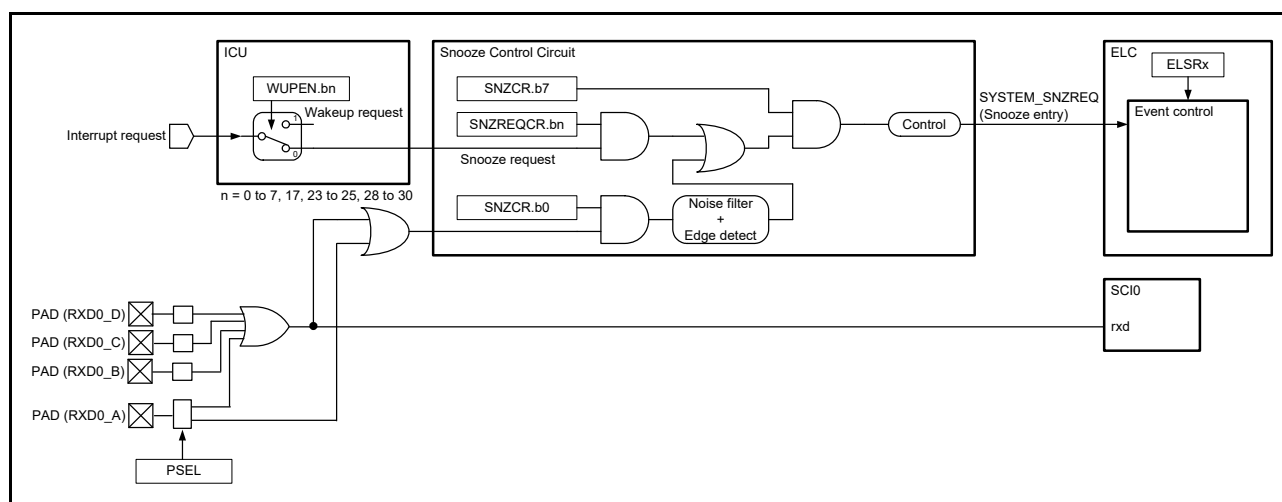 ICU
WUPEN.bn
Wakeup request
1
0
Interrupt request
n = 0 to 7, 17, 23 to 25, 28 to 30
Snooze Control Circuit
SNZCR.b7
SNZREQCR.bn
Snooze request
SNZCR.b0
Noise filter
+
Edge detect
Control
SYSTEM_SNZREQ
(Snooze entry)
ELC
ELSRx
Event control
PAD (RXD0_D)
PAD (RXD0_C)
PAD (RXD0_B)
PAD (RXD0_A)
PSEL
SCI0
rxd